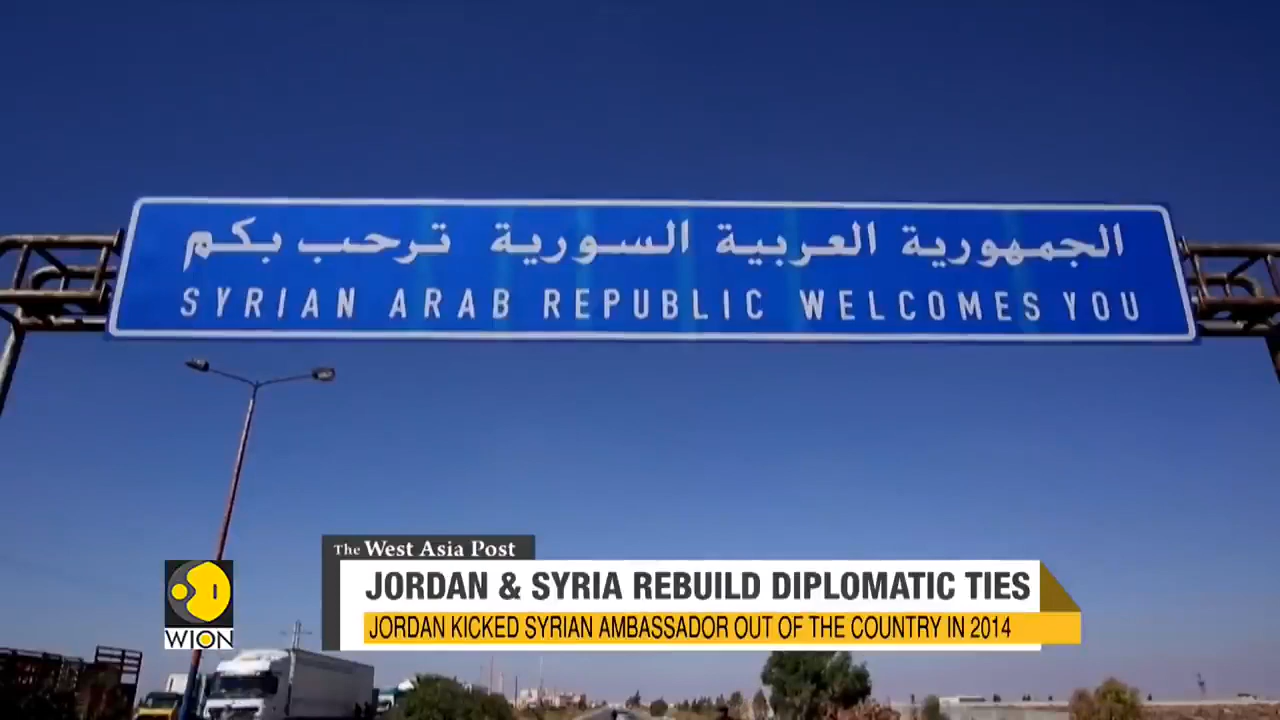 الجمهورية العربية السورية ترحب بكم
SYRIAN ARAB REPUBLIC WELCOMES YOU
The West Asia Post
JORDAN & SYRIA REBUILD DIPLOMATIC TIES
JORDAN KICKED SYRIAN AMBASSADOR OUT OF THE COUNTRY IN 2014
WION